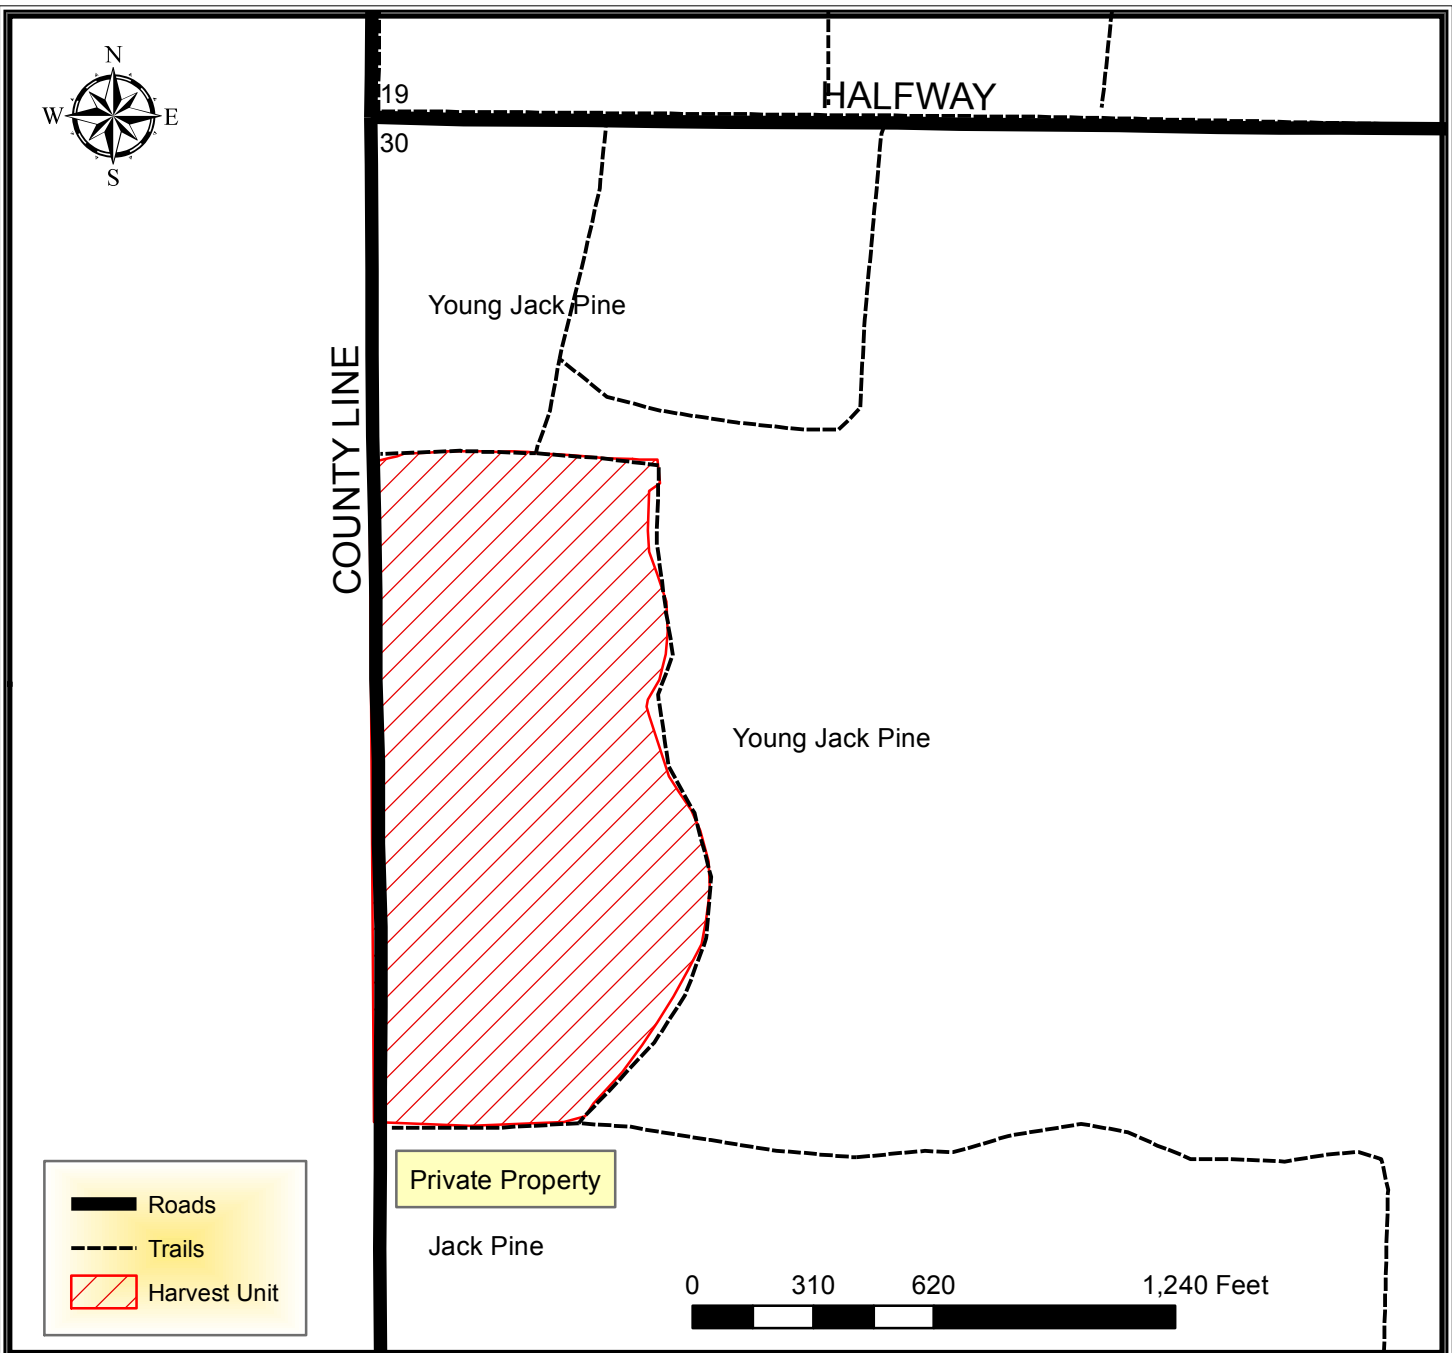 N
W E
S
19
HALFWAY
30
Young Jack Pine
COUNTY LINE
Young Jack Pine
Private Property
Roads
Trails
Harvest Unit
Jack Pine
0 310 620 1,240 Feet